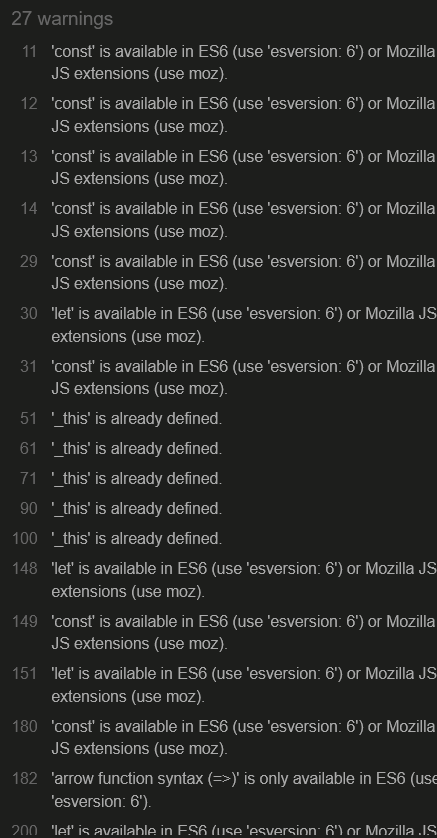 27 warnings
11 'const' is available in ES6 (use 'esversion: 6') or Mozilla
JS extensions (use moz).
12 'const' is available in ES6 (use 'esversion: 6') or Mozilla
JS extensions (use moz).
13 'const' is available in ES6 (use 'esversion: 6') or Mozilla
JS extensions (use moz).
14 'const' is available in ES6 (use 'esversion: 6') or Mozilla
JS extensions (use moz).
29 'const' is available in ES6 (use 'esversion: 6') or Mozilla
JS extensions (use moz).
30 'let' is available in ES6 (use 'esversion: 6') or Mozilla JS
extensions (use moz).
31 'const' is available in ES6 (use 'esversion: 6') or Mozilla
JS extensions (use moz).
51 '_this' is already defined.
61 '_this' is already defined.
71 '_this' is already defined.
90 '_this' is already defined.
100 '_this' is already defined.
148 'let' is available in ES6 (use 'esversion: 6') or Mozilla JS
extensions (use moz).
149 'const' is available in ES6 (use 'esversion: 6') or Mozilla
JS extensions (use moz).
151 'let' is available in ES6 (use 'esversion: 6') or Mozilla JS
extensions (use moz).
180 'const' is available in ES6 (use 'esversion: 6') or Mozilla
JS extensions (use moz).
182 'arrow function syntax (=>)' is only available in ES6 (use
'esversion: 6').
200 'let' is available in ES6 (use 'esversion: 6') or Mozilla JS